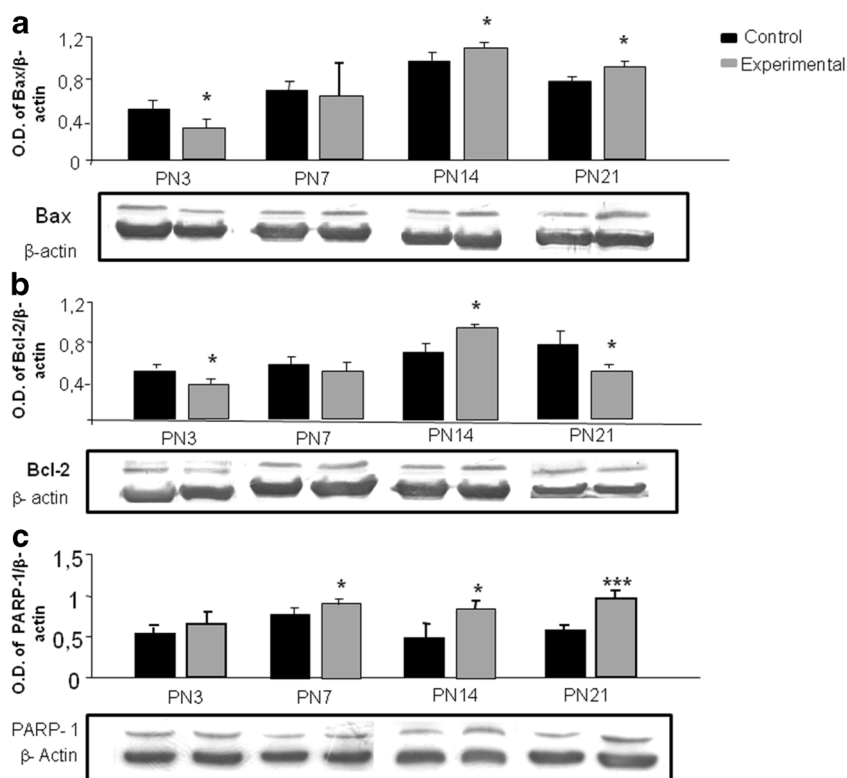 a
O.D. of Bax/β-
actin
1,2
0,8
0,4
0
*
*
*
Control
Experimental
PN3 PN7 PN14 PN21
Bax
β-actin
b
O.D. of Bcl-2/β-
actin
1,2
0,8
0,4
*
*
*
PN3 PN7 PN14 PN21
Bcl-2
β- actin
c
O.D. of PARP-1/β-
actin
1,5
1
0,5
0
*
*
***
PN3 PN7 PN14 PN21
PARP- 1
β- Actin